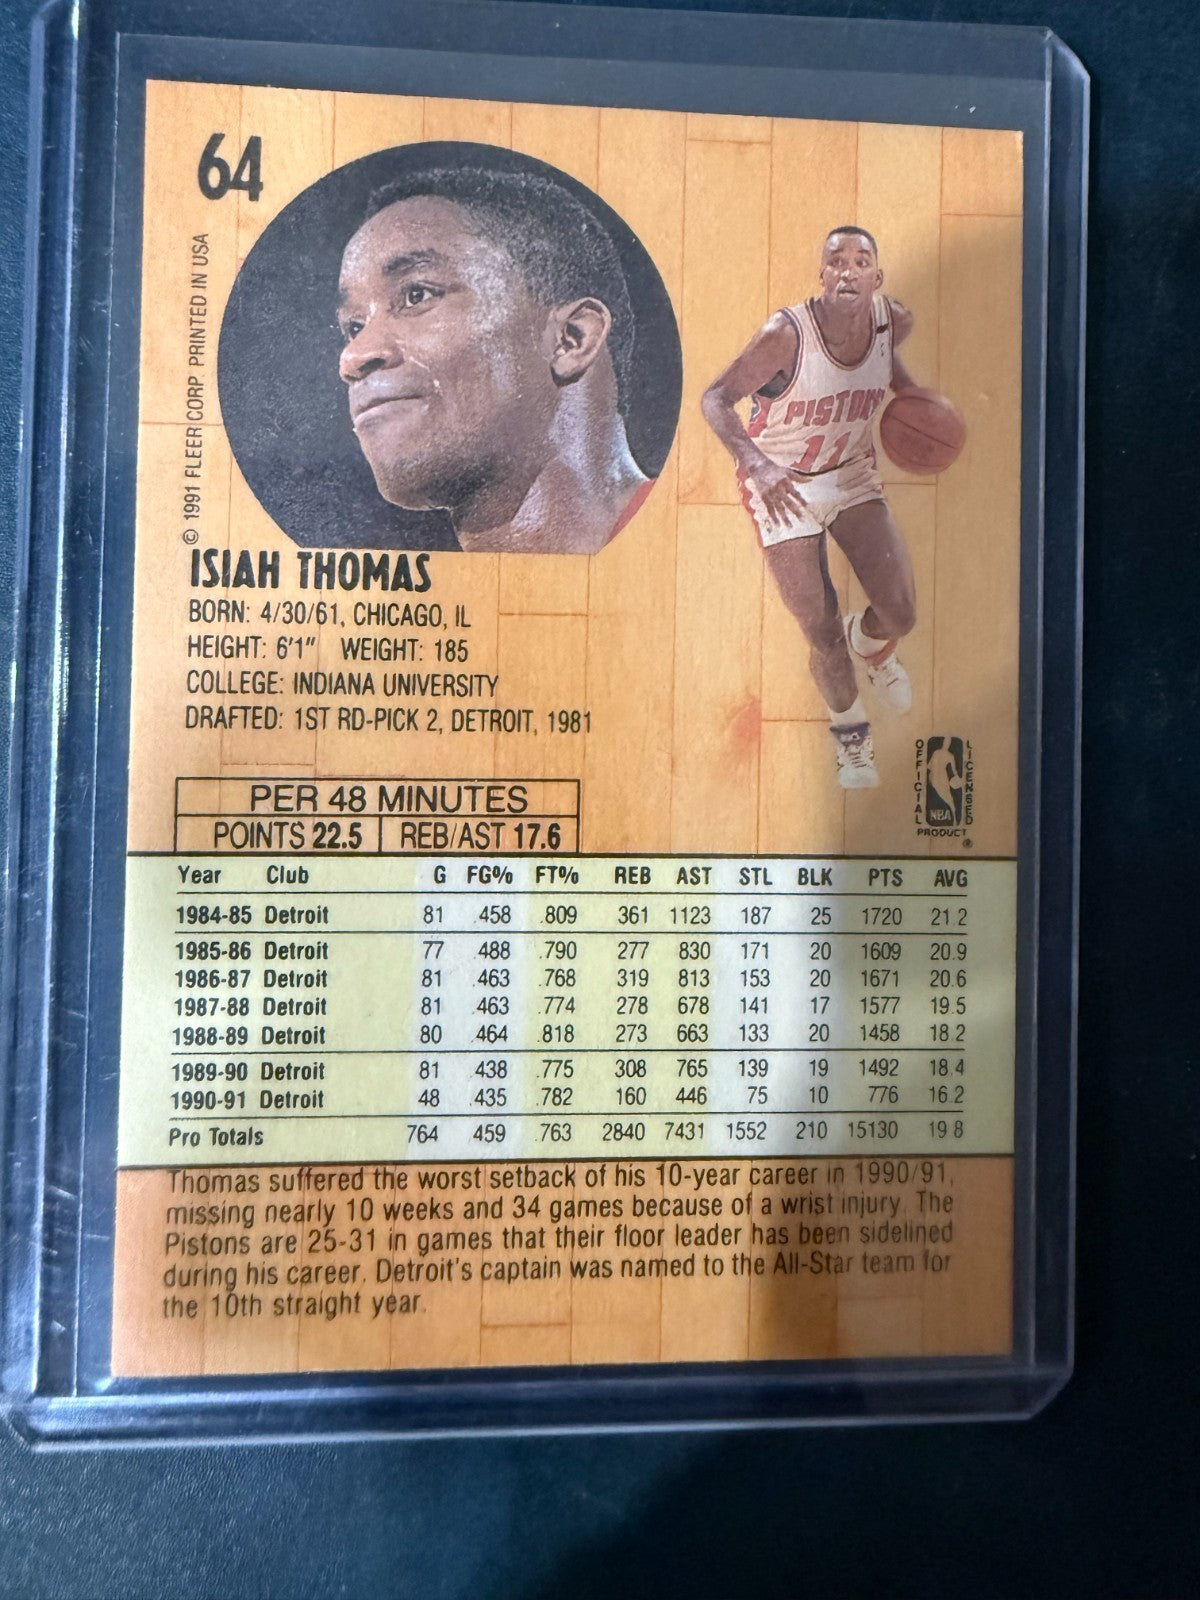 64
© 1991 FLEER CORP. PRINTED IN USA
PISTON
11
ISIAH THOMAS
BORN: 4/30/61, CHICAGO, IL
HEIGHT: 6'1" WEIGHT: 185
COLLEGE: INDIANA UNIVERSITY
DRAFTED: 1ST RD-PICK 2, DETROIT, 1981
OFFICIAL LICENSED
NBA
PRODUCT
®
PER 48 MINUTES
POINTS 22.5 REB/AST 17.6
Year Club G FG% FT% REB AST STL BLK PTS AVG
1984-85 Detroit 81 .458 .809 361 1123 187 25 1720 21.2
1985-86 Detroit 77 .488 .790 277 830 171 20 1609 20.9
1986-87 Detroit 81 .463 .768 319 813 153 20 1671 20.6
1987-88 Detroit 81 .463 .774 278 678 141 17 1577 19.5
1988-89 Detroit 80 .464 .818 273 663 133 20 1458 18.2
1989-90 Detroit 81 .438 .775 308 765 139 19 1492 18.4
1990-91 Detroit 48 .435 .782 160 446 75 10 776 16.2
Pro Totals 764 .459 .763 2840 7431 1552 210 15130 19.8
Thomas suffered the worst setback of his 10-year career in 1990/91,
missing nearly 10 weeks and 34 games because of a wrist injury. The
Pistons are 25-31 in games that their floor leader has been sidelined
during his career. Detroit's captain was named to the All-Star team for
the 10th straight year.